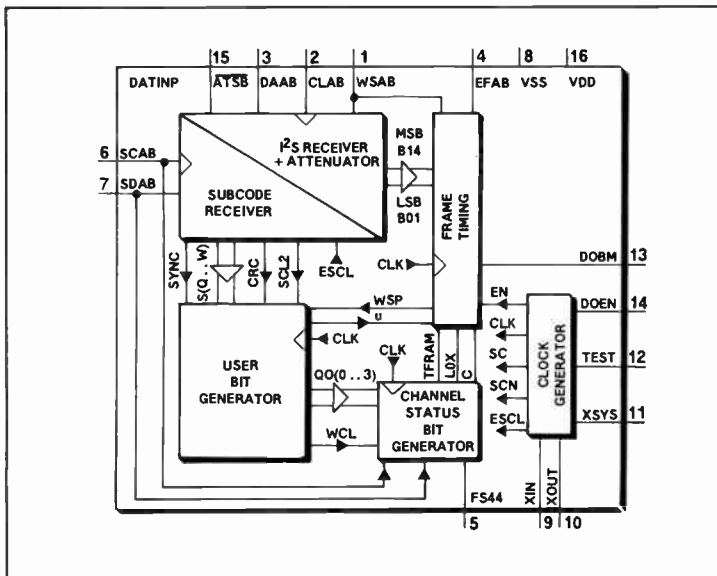 15 3 2 1 4 8 16
DATINP ATSB DAAB CLAB WSAB EFAB VSS VDD
I²S RECEIVER
+ ATTENUATOR
MSB
B14
LSB
B01
6 SCAB
7 SDAB
SUBCODE
RECEIVER
FRAME
TIMING
CLK
SYNC
S(Q...W)
CRC
SCL2
ESCL
DOBM 13
EN
DOEN 14
WSP
u
CLK
CLK
SC
TEST 12
SCN
XSYS 11
ESCL
CLOCK
GENERATOR
USER
BIT
GENERATOR
QO(0..3)
CLK
TFRAM
L0X
C
CHANNEL
STATUS
BIT
GENERATOR
WCL
FS44
5
XIN
XOUT
9 10